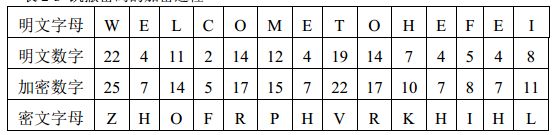 明文字母 W E L C O M E T O H E F E I
明文数字 22 4 11 2 14 12 4 19 14 7 4 5 4 8
加密数字 25 7 14 5 17 15 7 22 17 10 7 8 7 11
密文字母 Z H O F R P H V R K H I H L